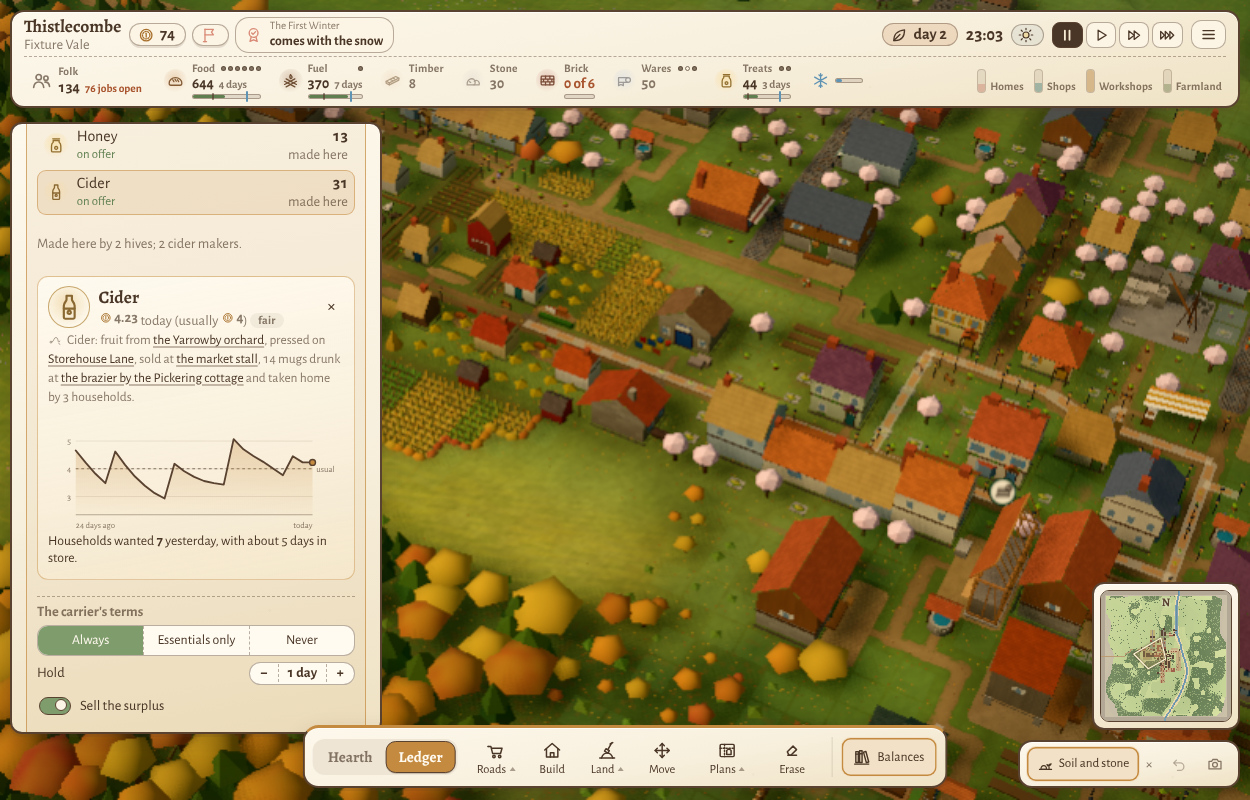 Thistlecombe
Fixture Vale
74
The First Winter
comes with the snow
day 2
23:03
Folk
134 76 jobs open
Food
644 4 days
Fuel
370 7 days
Timber
8
Stone
30
Brick
0 of 6
Wares
50
Treats
44 3 days
Homes
Shops
Workshops
Farmland
Honey 13
on offer made here
Cider 31
on offer made here
Made here by 2 hives; 2 cider makers.
Cider
4.23 today (usually 4) fair
Cider: fruit from the Yarrowby orchard, pressed on
Storehouse Lane, sold at the market stall, 14 mugs drunk
at the brazier by the Pickering cottage and taken home
by 3 households.
5
4
usual
3
24 days ago today
Households wanted 7 yesterday, with about 5 days in
store.
The carrier's terms
Always Essentials only Never
Hold − 1 day +
Sell the surplus
N
Hearth Ledger
Roads Build Land Move Plans Erase
Balances
Soil and stone ×